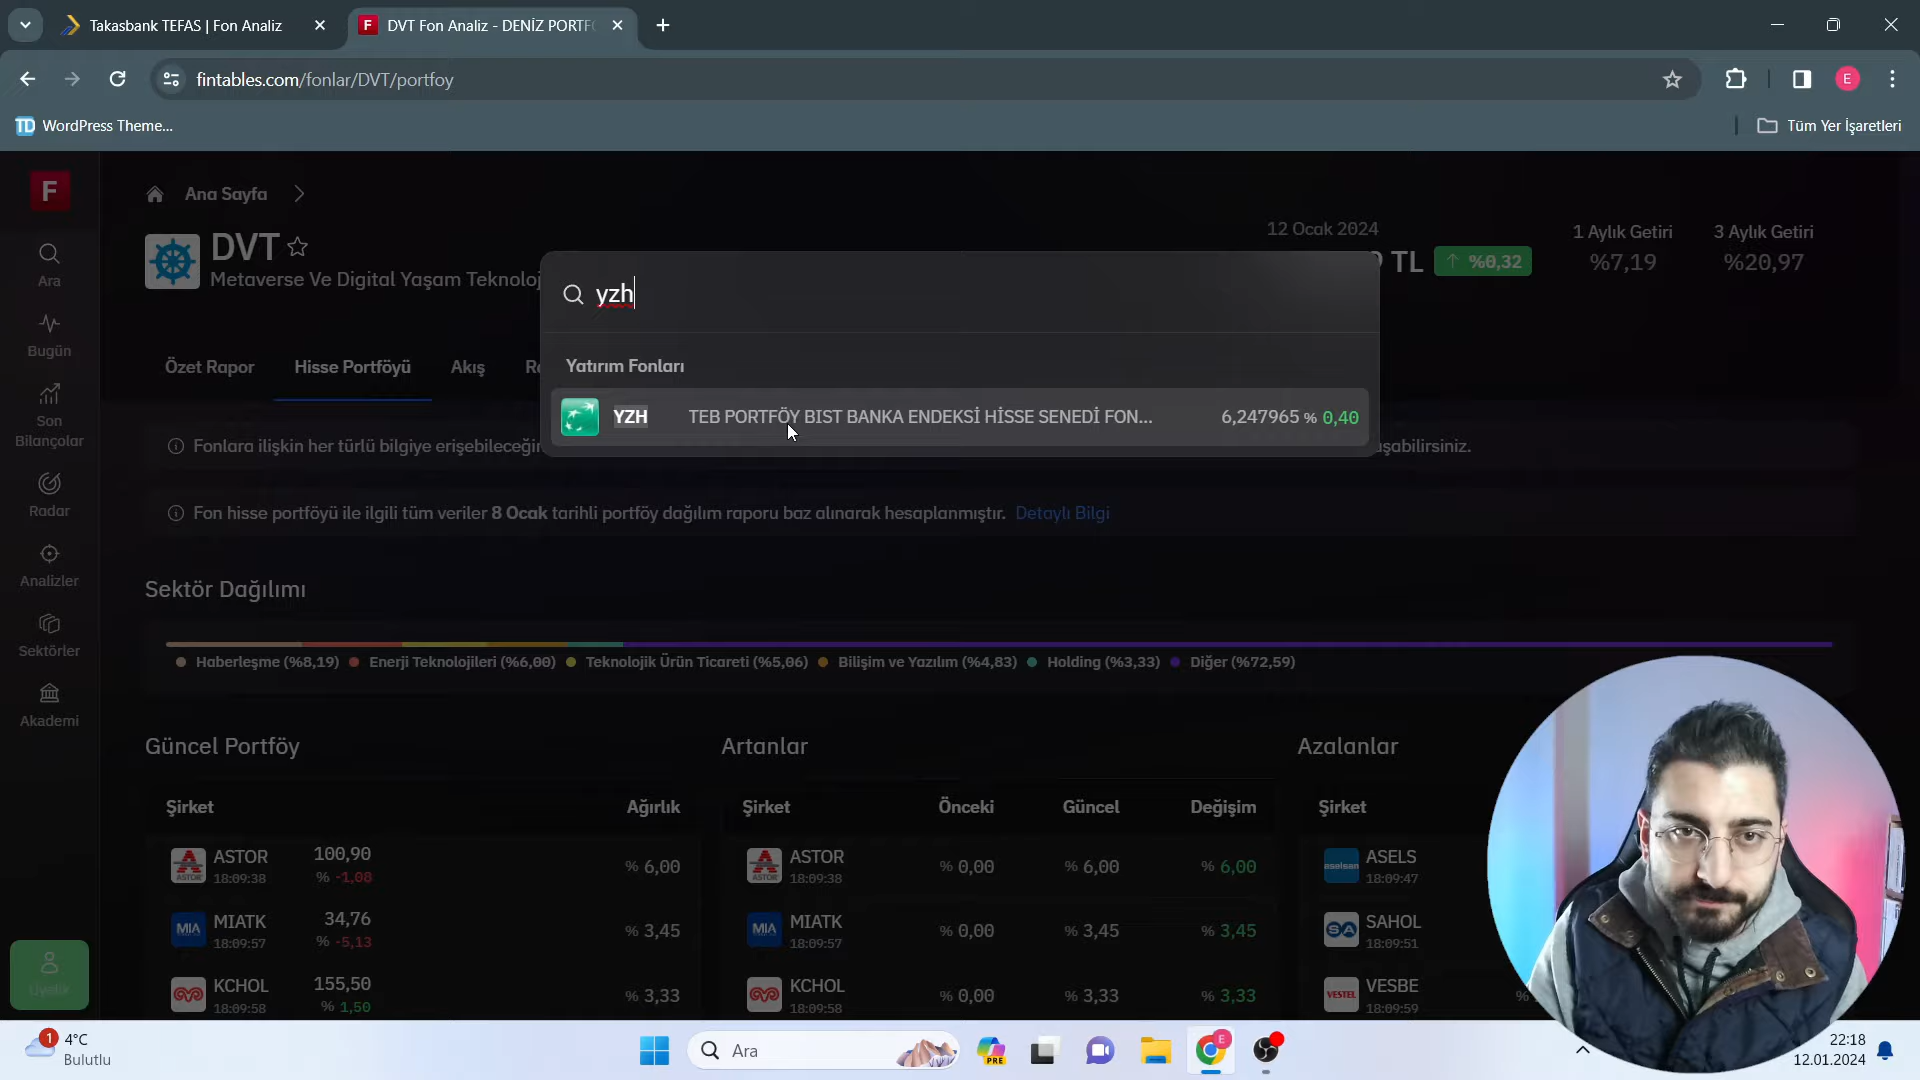 Takasbank TEFAS | Fon Analiz
F DVT Fon Analiz - DENİZ PORTF
fintables.com/fonlar/DVT/portfoy
E
TD WordPress Theme...
Tüm Yer İşaretleri
F
Ana Sayfa
DVT
Metaverse Ve Digital Yaşam Teknoloj
12 Ocak 2024
TL
%0,32
1 Aylık Getiri
%7,19
3 Aylık Getiri
%20,97
yzh
Yatırım Fonları
YZH TEB PORTFÖY BIST BANKA ENDEKSİ HİSSE SENEDİ FON... 6,247965 % 0,40
Ara
Bugün
Son
Bilançolar
Radar
Analizler
Sektörler
Akademi
Üyelik
Özet Rapor Hisse Portföyü Akış
Fonlara ilişkin her türlü bilgiye erişebileceğin
aşabilirsiniz.
Fon hisse portföyü ile ilgili tüm veriler 8 Ocak tarihli portföy dağılım raporu baz alınarak hesaplanmıştır. Detaylı Bilgi
Sektör Dağılımı
Haberleşme (%8,19) Enerji Teknolojileri (%6,00) Teknolojik Ürün Ticareti (%5,06) Bilişim ve Yazılım (%4,83) Holding (%3,33) Diğer (%72,59)
Güncel Portföy
Şirket Ağırlık
ASTOR 100,90 % 6,00
18:09:38 % -1,08
MIA MIATK 34,76 % 3,45
18:09:57 % -5,13
KCHOL 155,50 % 3,33
18:09:58 % 1,50
Artanlar
Şirket Önceki Güncel Değişim
ASTOR % 0,00 % 6,00 % 6,00
18:09:38
MIA MIATK % 0,00 % 3,45 % 3,45
18:09:57
KCHOL % 0,00 % 3,33 % 3,33
18:09:58
Azalanlar
Şirket
aselsan ASELS
18:09:47
SA SAHOL
18:09:51
VESTEL VESBE
18:09:59
%
1
4°C
Bulutlu
Ara
PRE
E
22:18
12.01.2024